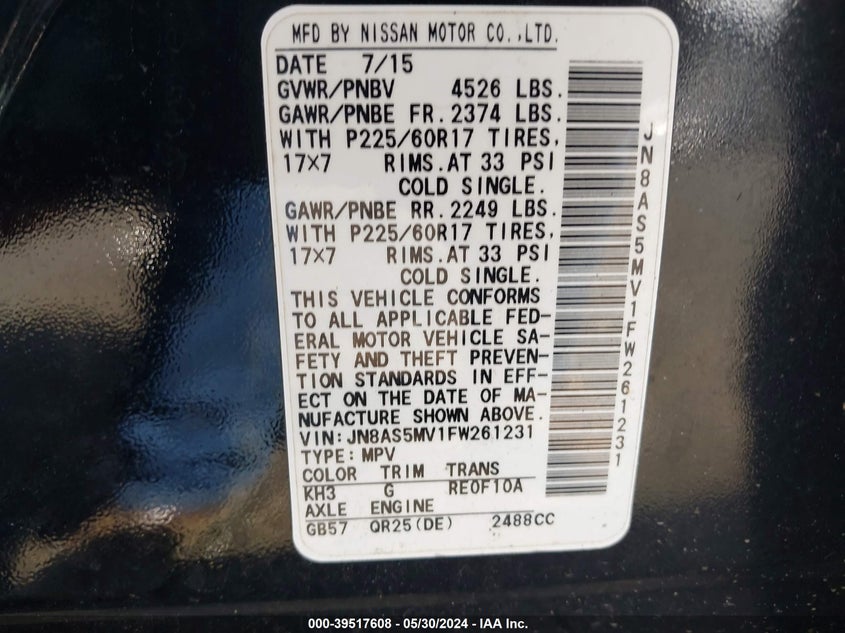 MFD BY NISSAN MOTOR CO.,LTD.
DATE 7/15
GVWR/PNBV 4526 LBS.
GAWR/PNBE FR. 2374 LBS.
WITH P225/60R17 TIRES,
17×7 RIMS.AT 33 PSI
COLD SINGLE.
GAWR/PNBE RR. 2249 LBS.
WITH P225/60R17 TIRES,
17×7 RIMS.AT 33 PSI
COLD SINGLE.
THIS VEHICLE CONFORMS
TO ALL APPLICABLE FED-
ERAL MOTOR VEHICLE SA-
FETY AND THEFT PREVEN-
TION STANDARDS IN EFF-
ECT ON THE DATE OF MA-
NUFACTURE SHOWN ABOVE.
VIN:JN8AS5MV1FW261231
TYPE:MPV
COLOR TRIM TRANS
KH3 G RE0F10A
AXLE ENGINE
GB57 QR25(DE) 2488CC
JN8AS5MV1FW261231
000-39517608 - 05/30/2024 - IAA Inc.